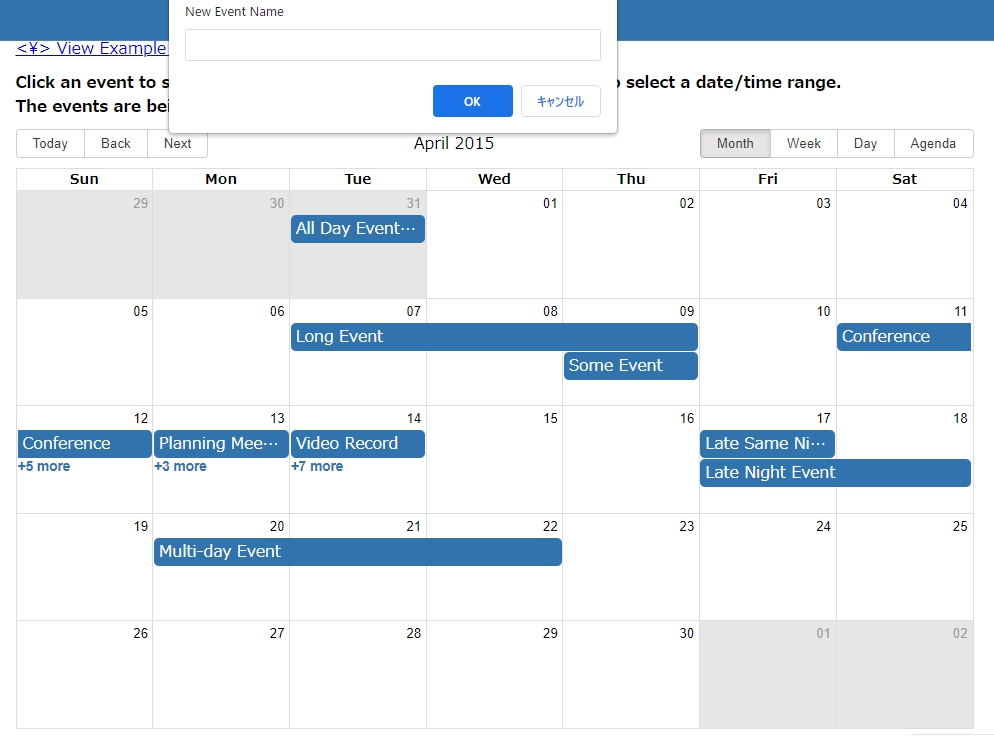 New Event Name
<¥> View Example
OK キャンセル
Click an event to s
o select a date/time range.
The events are bei
Today Back Next April 2015 Month Week Day Agenda
Sun Mon Tue Wed Thu Fri Sat
29 30 31 01 02 03 04
All Day Event···
05 06 07 08 09 10 11
Long Event Conference
Some Event
12 13 14 15 16 17 18
Conference Planning Mee··· Video Record Late Same Ni···
+5 more +3 more +7 more Late Night Event
19 20 21 22 23 24 25
Multi-day Event
26 27 28 29 30 01 02